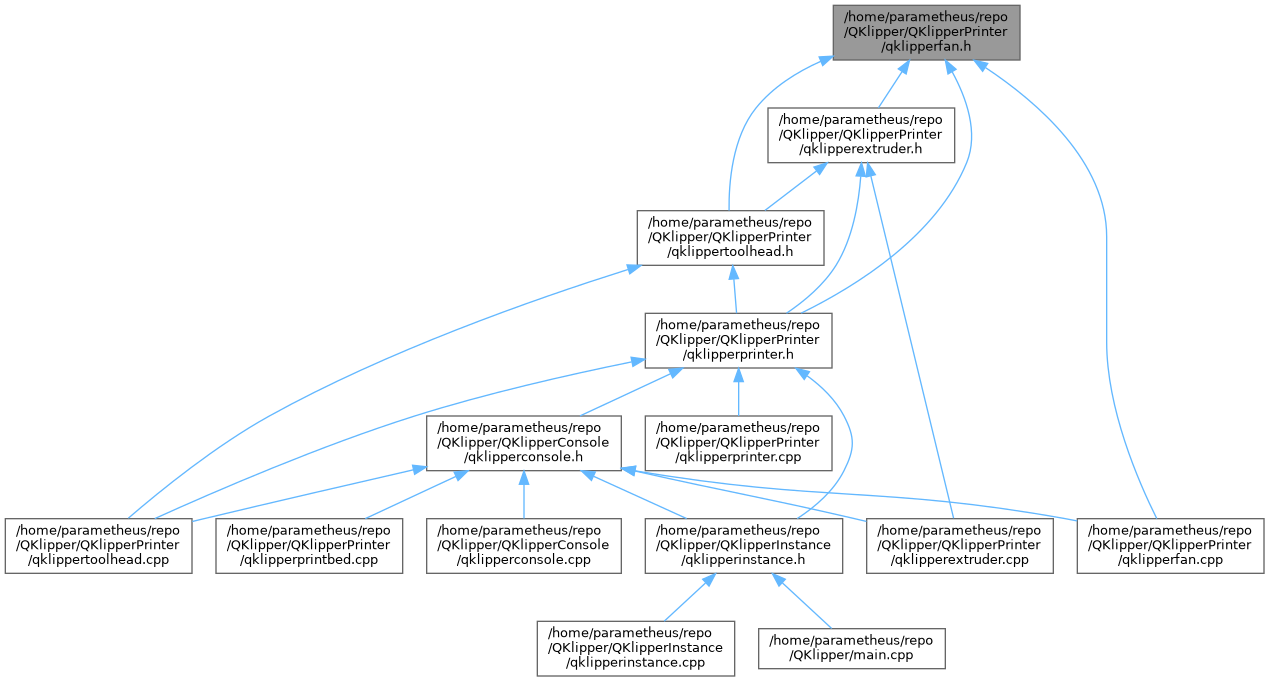 /home/parametheus/repo
/QKlipper/QKlipperPrinter
/qklipperfan.h
/home/parametheus/repo
/QKlipper/QKlipperPrinter
/qklipperextruder.h
/home/parametheus/repo
/QKlipper/QKlipperPrinter
/qklippertoolhead.h
/home/parametheus/repo
/QKlipper/QKlipperPrinter
/qklipperprinter.h
/home/parametheus/repo
/QKlipper/QKlipperConsole
/qklipperconsole.h
/home/parametheus/repo
/QKlipper/QKlipperPrinter
/qklipperprinter.cpp
/home/parametheus/repo
/QKlipper/QKlipperPrinter
/qklippertoolhead.cpp
/home/parametheus/repo
/QKlipper/QKlipperPrinter
/qklipperprintbed.cpp
/home/parametheus/repo
/QKlipper/QKlipperConsole
/qklipperconsole.cpp
/home/parametheus/repo
/QKlipper/QKlipperInstance
/qklipperinstance.h
/home/parametheus/repo
/QKlipper/QKlipperPrinter
/qklipperextruder.cpp
/home/parametheus/repo
/QKlipper/QKlipperPrinter
/qklipperfan.cpp
/home/parametheus/repo
/QKlipper/QKlipperInstance
/qklipperinstance.cpp
/home/parametheus/repo
/QKlipper/main.cpp